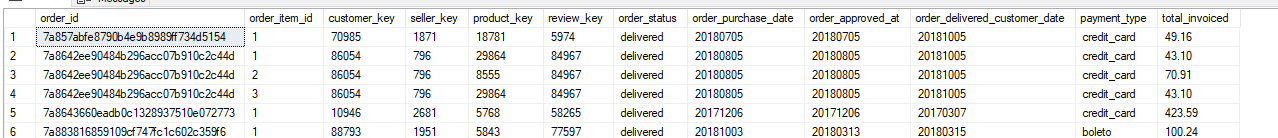 Messages
order_id order_item_id customer_key seller_key product_key review_key order_status order_purchase_date order_approved_at order_delivered_customer_date payment_type total_invoiced
1 7a857abfe8790b4e9b8989ff734d5154 1 70985 1871 18781 5974 delivered 20180705 20180705 20181005 credit_card 49.16
2 7a8642ee90484b296acc07b910c2c44d 1 86054 796 29864 84967 delivered 20180805 20180805 20181005 credit_card 43.10
3 7a8642ee90484b296acc07b910c2c44d 2 86054 796 8555 84967 delivered 20180805 20180805 20181005 credit_card 70.91
4 7a8642ee90484b296acc07b910c2c44d 3 86054 796 29864 84967 delivered 20180805 20180805 20181005 credit_card 43.10
5 7a8643660eadb0c1328937510e072773 1 10946 2681 5768 58265 delivered 20171206 20171206 20170307 credit_card 423.59
6 7a883816859109cf747fc1c602c359f6 1 88793 1951 5843 77597 delivered 20181003 20180313 20180315 boleto 100.24